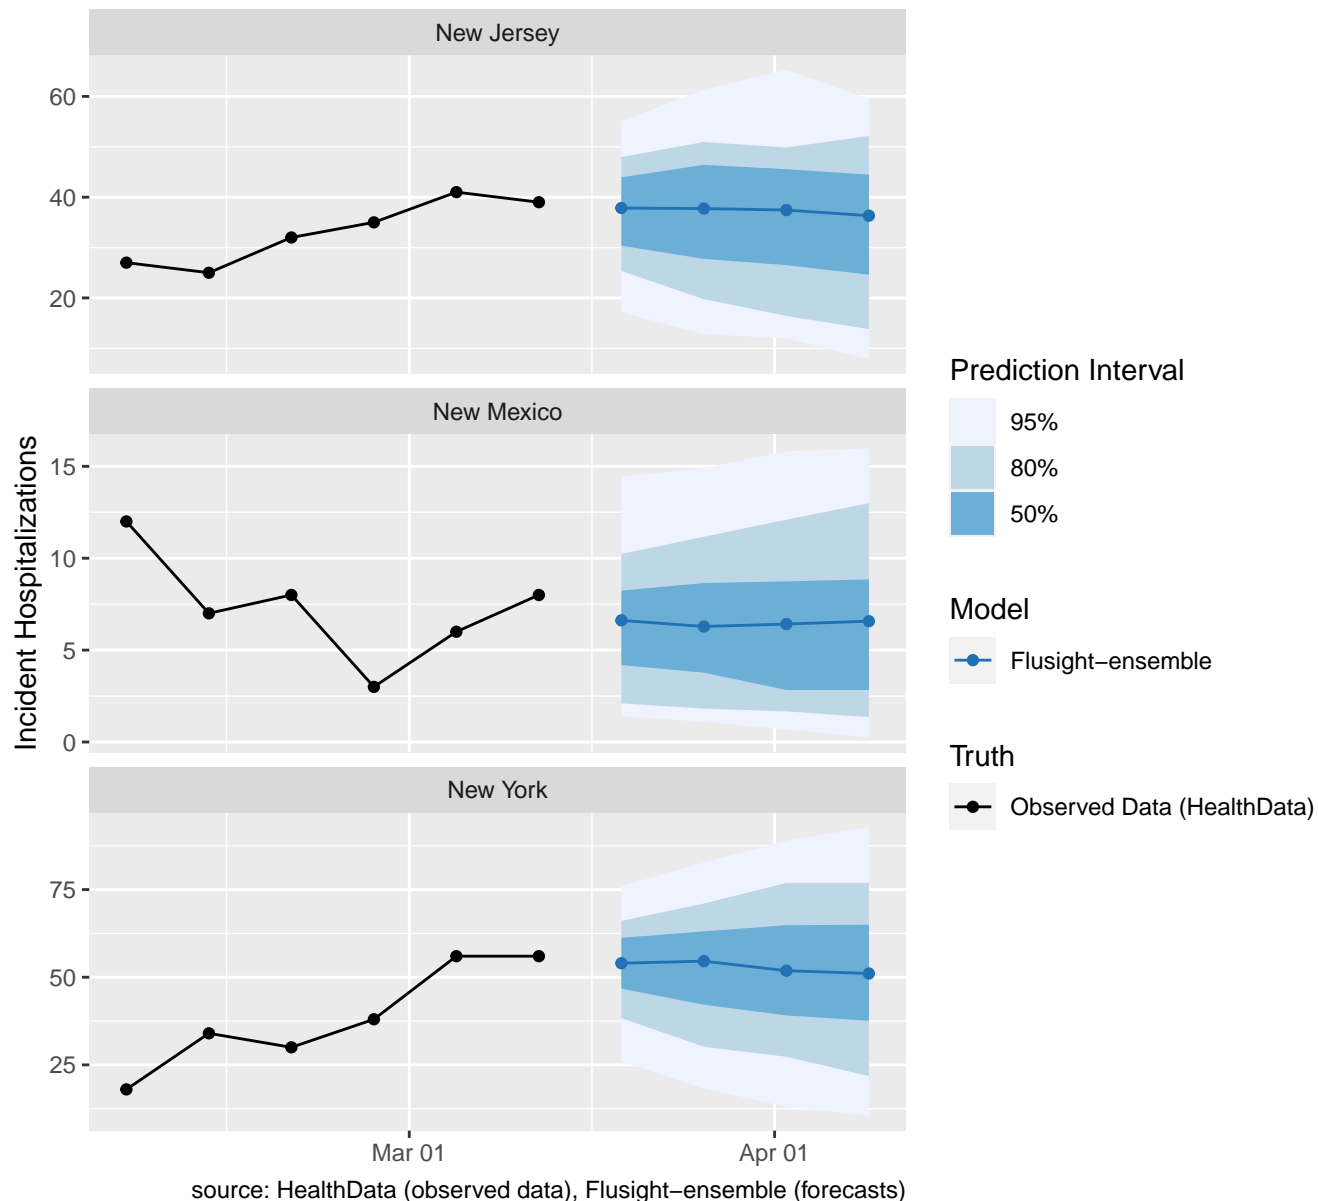 New Jersey
60
40
20
New Mexico
15
10
5
0
New York
75
50
25
Mar 01
Apr 01
Incident Hospitalizations
source: HealthData (observed data), Flusight−ensemble (forecasts)
Prediction Interval
95%
80%
50%
Model
Flusight−ensemble
Truth
Observed Data (HealthData)